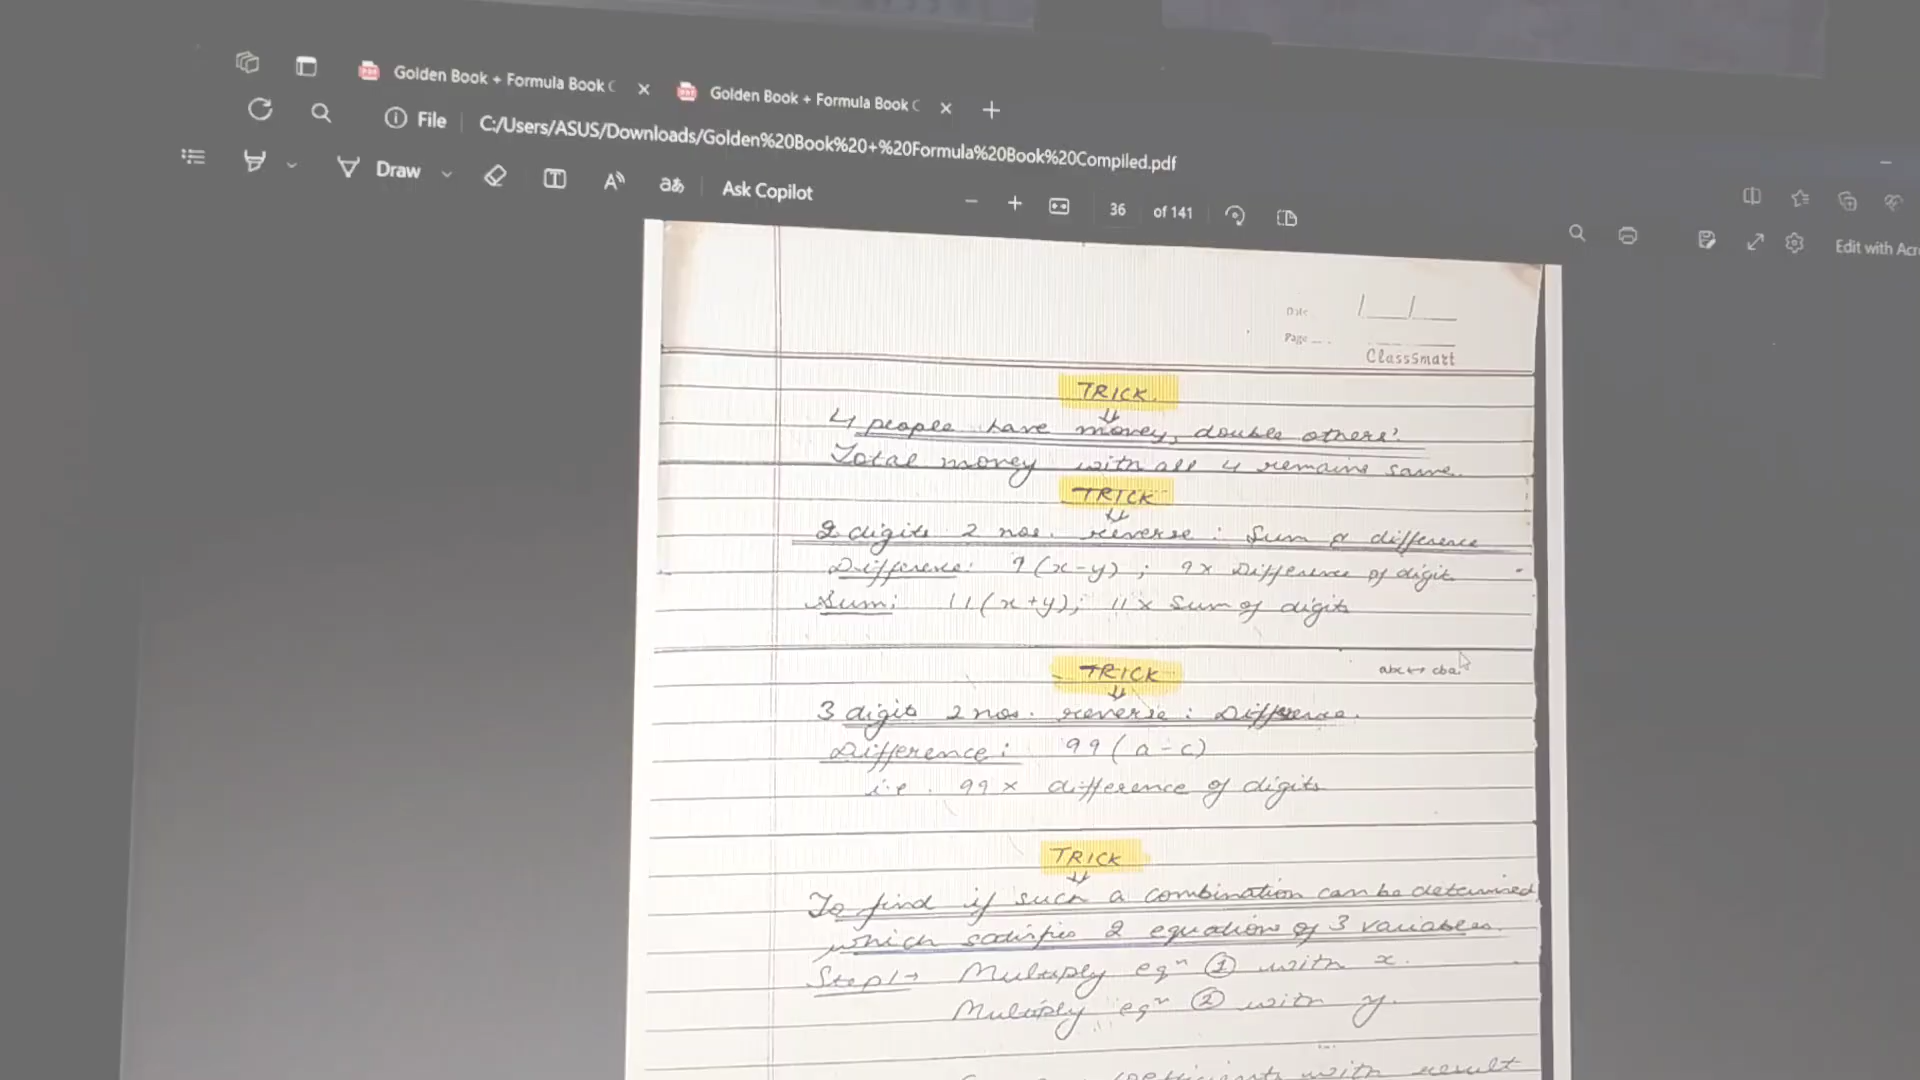 Golden Book + Formula Book C
Golden Book + Formula Book C
File C:/Users/ASUS/Downloads/Golden%20Book%20+%20Formula%20Book%20Compiled.pdf
Draw Ask Copilot 36 of 141
Edit with Acr
Date
Page
ClassSmart
TRICK
4 people have money, double others'.
Total money with all 4 remains same.
TRICK
2 digits 2 nos. reverse : Sum & difference
Difference: 9(x-y) ; 9x Difference of digit
Sum: 11(x+y); 11x Sum of digits
TRICK
abc↔cba
3 digit 2 nos. reverse : Difference.
Difference: 99(a-c)
i.e. 99x difference of digits
TRICK
To find if such a combination can be determined
which satisfies 2 equations of 3 variables.
Step1→ Multiply eqⁿ ① with x.
Multiply eqⁿ ② with y.
coefficients with result